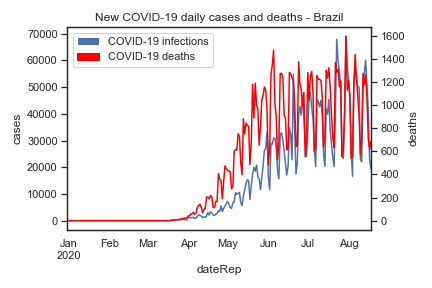 New COVID-19 daily cases and deaths - Brazil
COVID-19 infections
COVID-19 deaths
70000
60000
50000
40000
30000
20000
10000
0
cases
1600
1400
1200
1000
800
600
400
200
0
deaths
Jan Feb Mar Apr May Jun Jul Aug
2020
dateRep